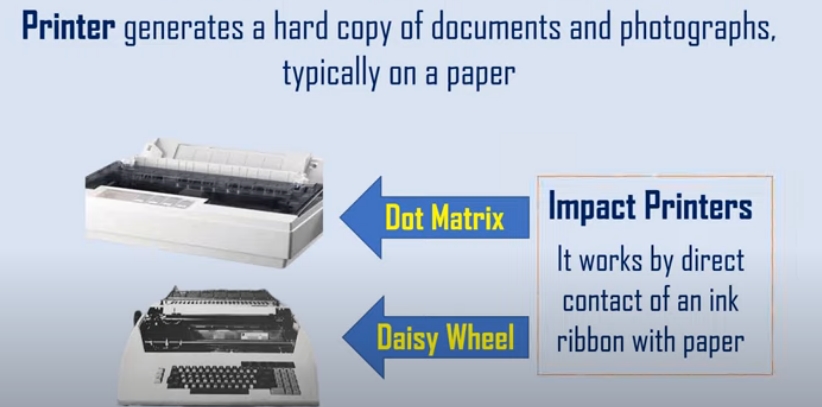 Printer generates a hard copy of documents and photographs,
typically on a paper
Dot Matrix
Impact Printers
It works by direct
contact of an ink
ribbon with paper
Daisy Wheel